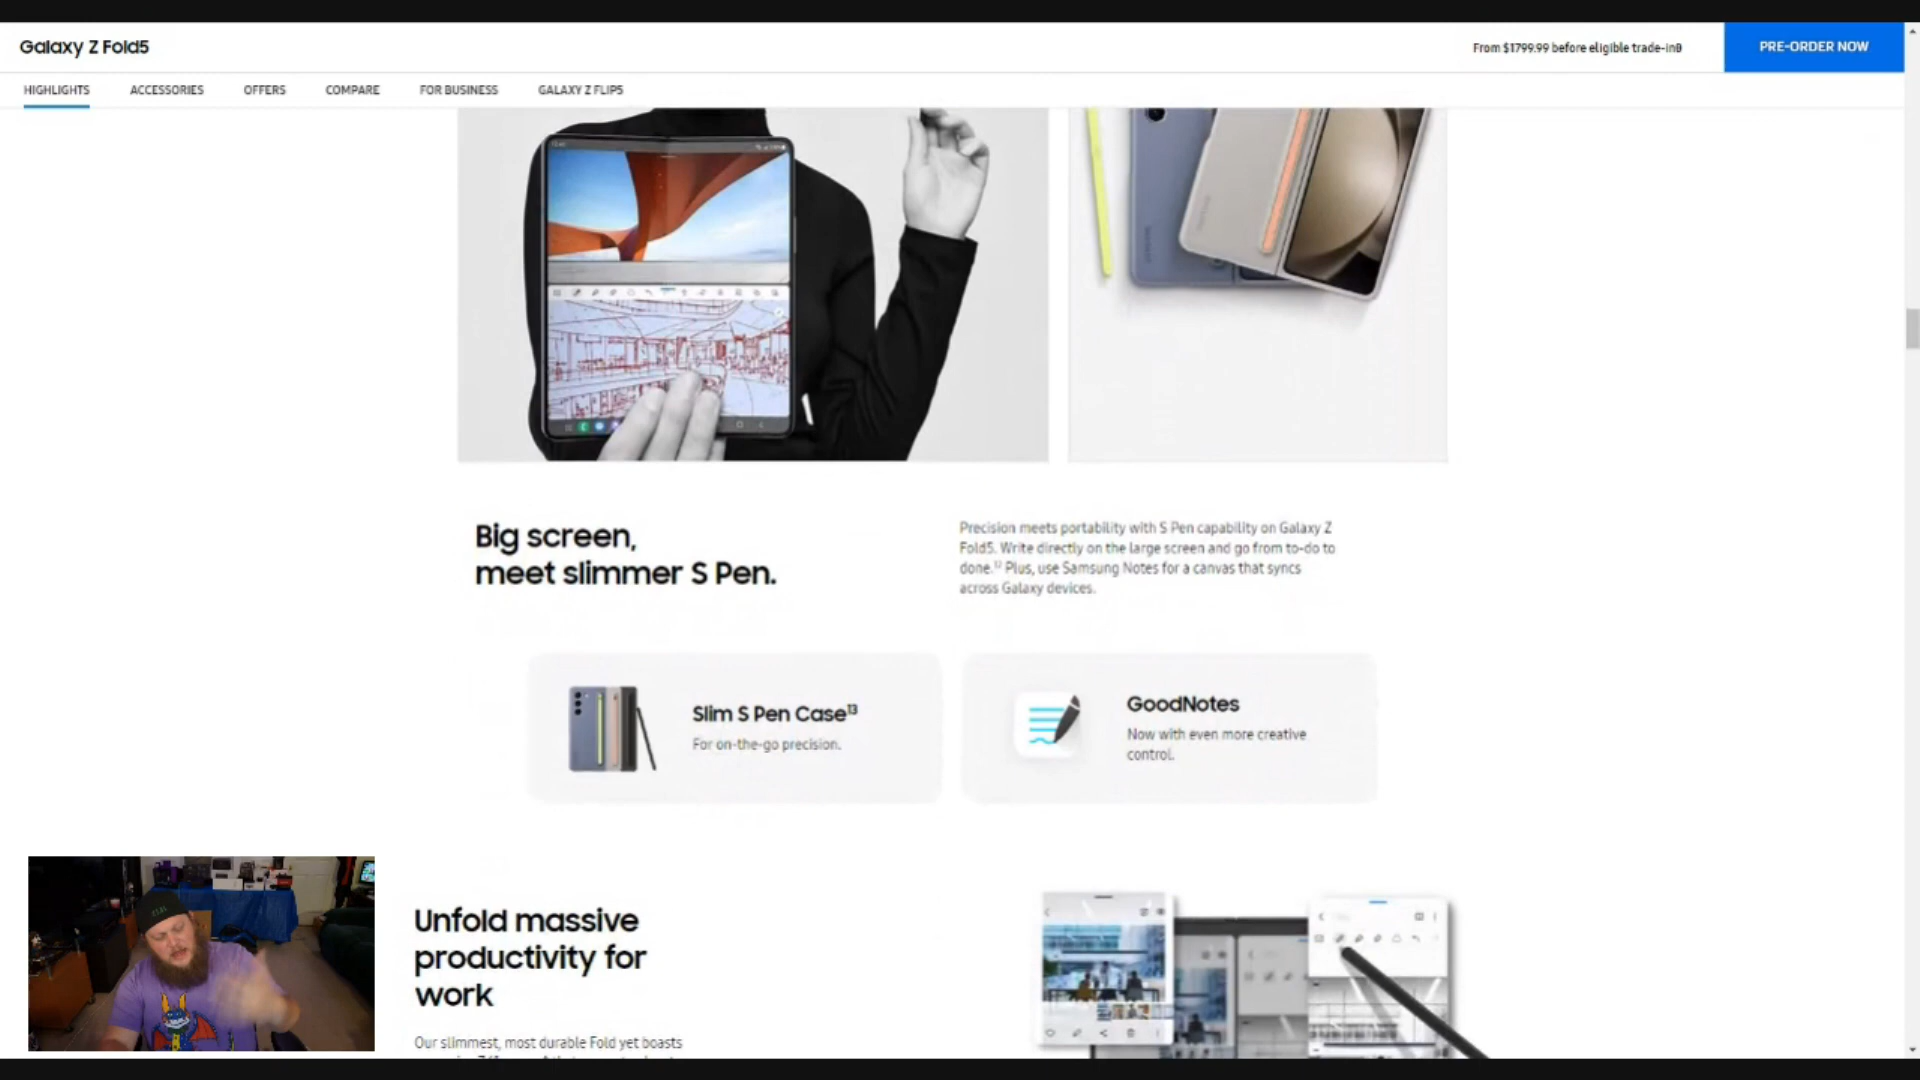 Galaxy Z Fold5
From $1799.99 before eligible trade-in
PRE-ORDER NOW
HIGHLIGHTS
ACCESSORIES
OFFERS
COMPARE
FOR BUSINESS
GALAXY Z FLIP5
Big screen,
meet slimmer S Pen.
Precision meets portability with S Pen capability on Galaxy Z
Fold5. Write directly on the large screen and go from to-do to
done.¹² Plus, use Samsung Notes for a canvas that syncs
across Galaxy devices.
Slim S Pen Case¹³
For on-the-go precision.
GoodNotes
Now with even more creative
control.
Unfold massive
productivity for
work
Our slimmest, most durable Fold yet boasts